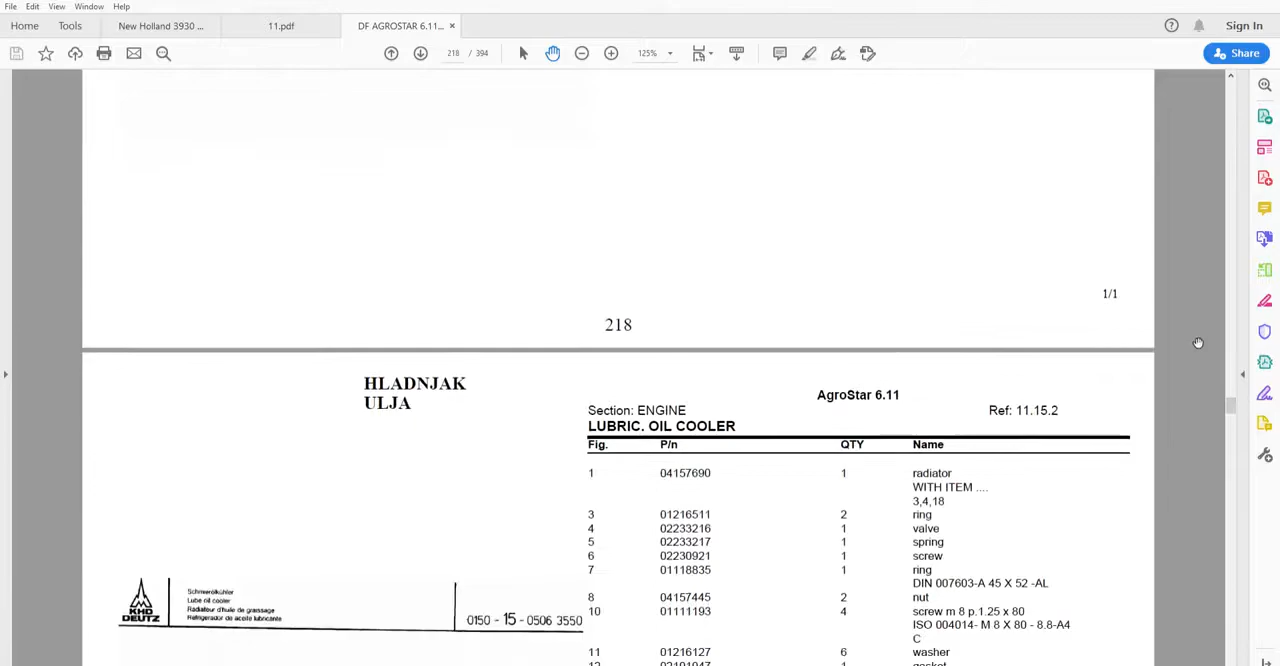 File Edit View Window Help
Home Tools New Holland 3930 ... 11.pdf DF AGROSTAR 6.11... × Sign In
218 / 394 125% Share
1/1
218
HLADNJAK
ULJA
AgroStar 6.11
Section: ENGINE Ref: 11.15.2
LUBRIC. OIL COOLER
Fig. P/n QTY Name
1 04157690 1 radiator
WITH ITEM ....
3,4,18
3 01216511 2 ring
4 02233216 1 valve
5 02233217 1 spring
6 02230921 1 screw
7 01118835 1 ring
DIN 007603-A 45 X 52 -AL
8 04157445 2 nut
10 01111193 4 screw m 8 p.1.25 x 80
ISO 004014- M 8 X 80 - 8.8-A4
C
11 01216127 6 washer
KHD
DEUTZ
Schmierölkühler
Lube oil cooler
Radiateur d'huile de graissage
Refrigerador de aceite lubricante
0150 - 15 - 0506 3550